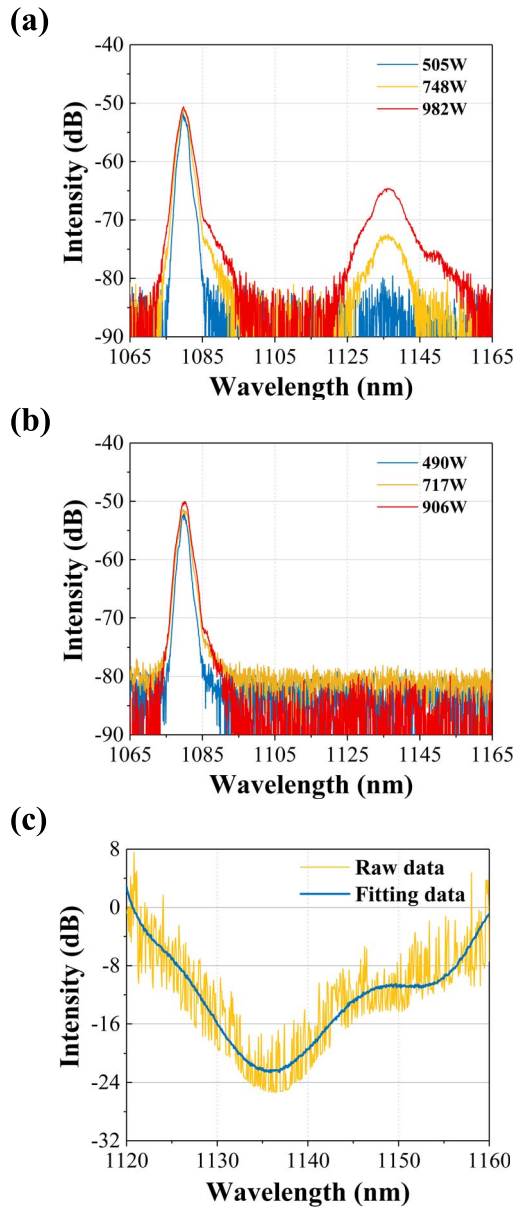 (a)
-40
-50
-60
-70
-80
-90
Intensity (dB)
505W
748W
982W
1065 1085 1105 1125 1145 1165
Wavelength (nm)
(b)
-40
-50
-60
-70
-80
-90
Intensity (dB)
490W
717W
906W
1065 1085 1105 1125 1145 1165
Wavelength (nm)
(c)
8
0
-8
-16
-24
-32
Intensity (dB)
Raw data
Fitting data
1120 1130 1140 1150 1160
Wavelength (nm)